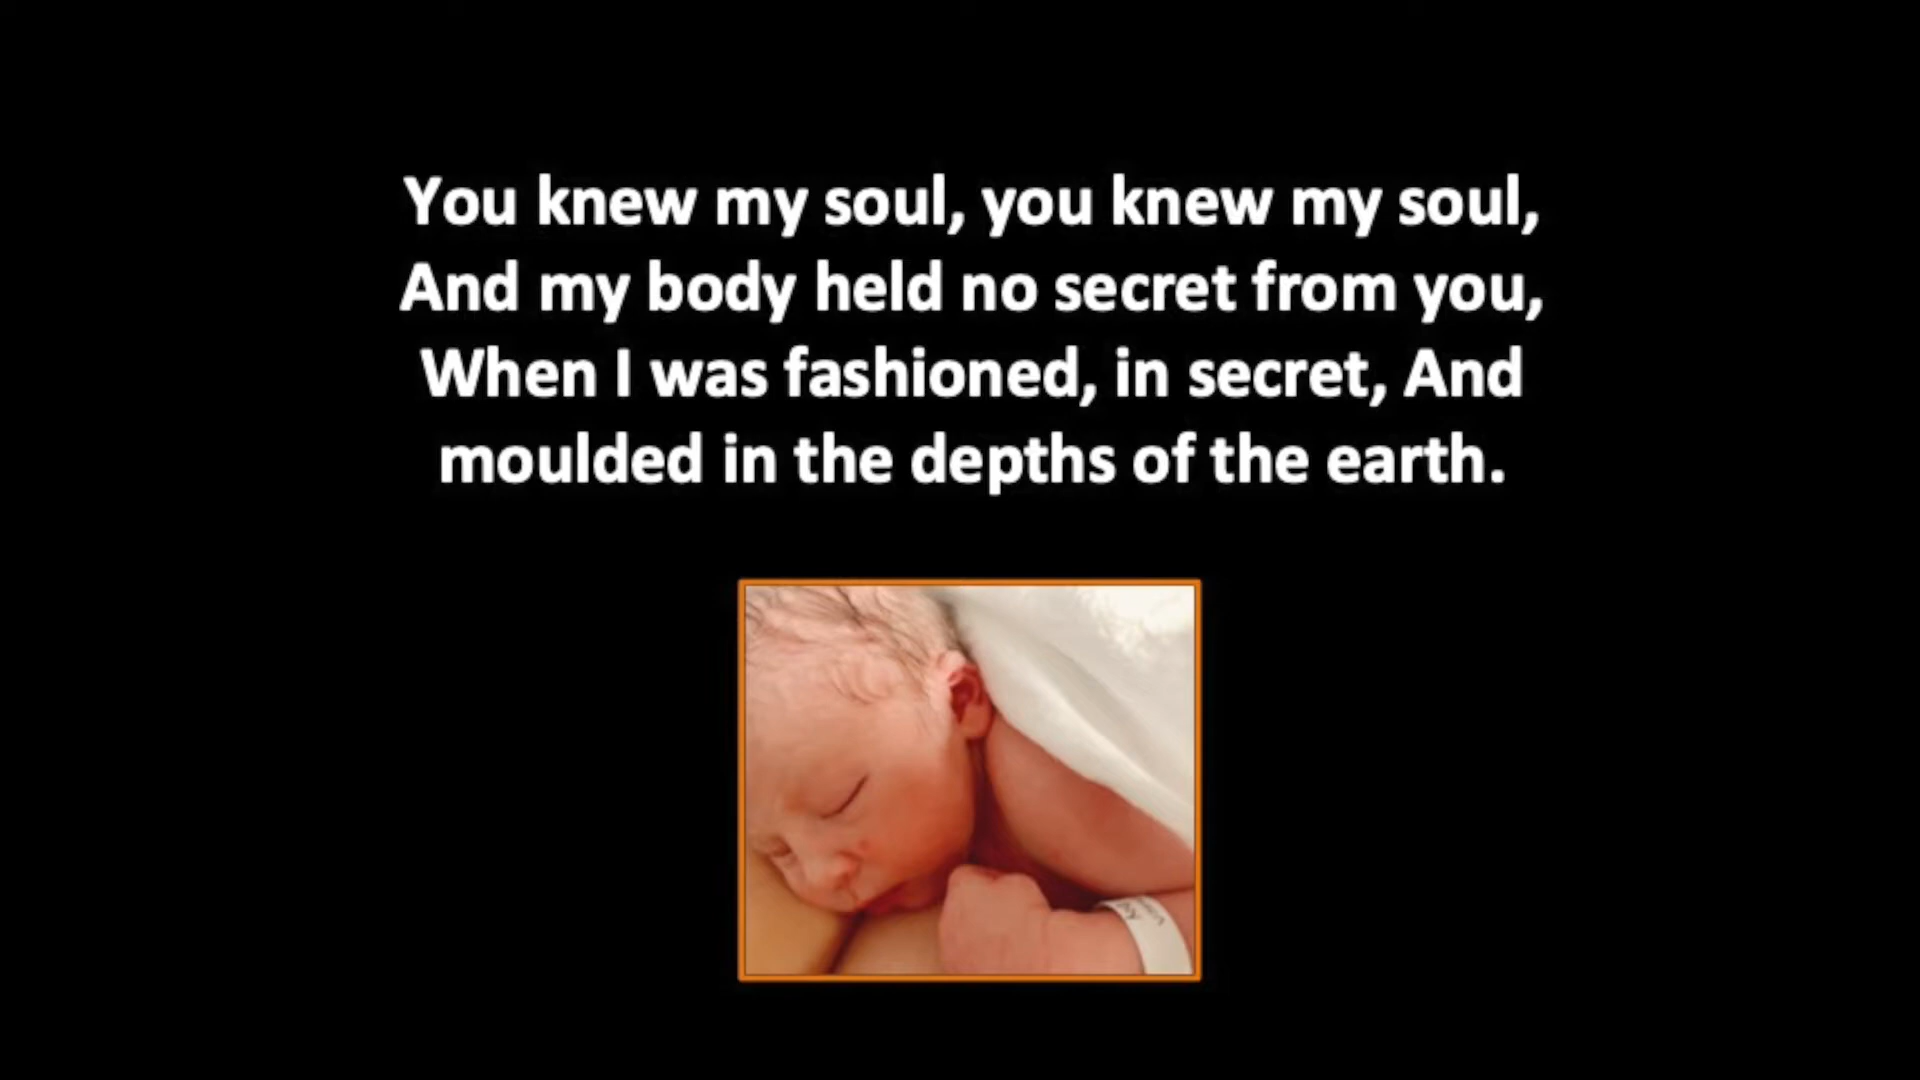 You knew my soul, you knew my soul,
And my body held no secret from you,
When I was fashioned, in secret, And
moulded in the depths of the earth.